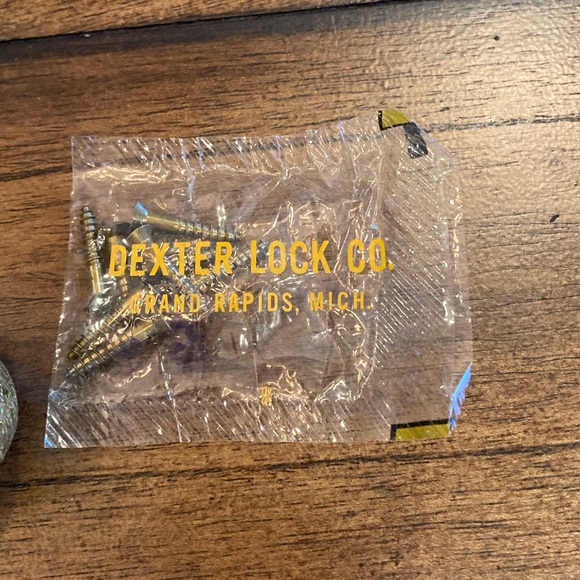 DEXTER LOCK CO.
GRAND RAPIDS, MICH.